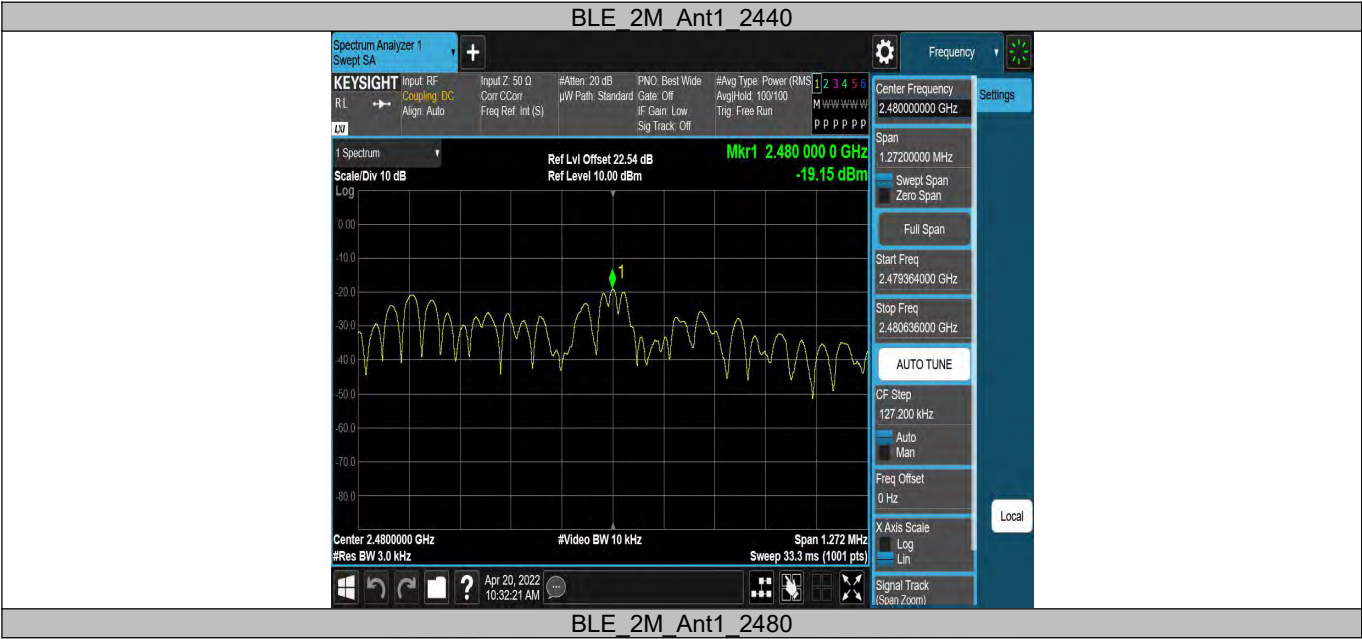 BLE_2M_Ant1_2440
Spectrum Analyzer 1
Swept SA
+
Frequency
KEYSIGHT
RL
LXI
Input: RF
Coupling: DC
Align: Auto
Input Z: 50 Ω
Corr CCorr
Freq Ref: Int (S)
#Atten: 20 dB
µW Path: Standard
PNO: Best Wide
Gate: Off
IF Gain: Low
Sig Track: Off
#Avg Type: Power (RMS
Avg|Hold: 100/100
Trig: Free Run
1 2 3 4 5 6
M W W W W W
P P P P P P
Center Frequency
2.480000000 GHz
Settings
Span
1.27200000 MHz
Swept Span
Zero Span
Full Span
Start Freq
2.479364000 GHz
Stop Freq
2.480636000 GHz
AUTO TUNE
CF Step
127.200 kHz
Auto
Man
Freq Offset
0 Hz
X Axis Scale
Log
Lin
Signal Track
(Span Zoom)
Local
1 Spectrum
Scale/Div 10 dB
Log
Ref Lvl Offset 22.54 dB
Ref Level 10.00 dBm
Mkr1 2.480 000 0 GHz
-19.15 dBm
1
0.00
-10.0
-20.0
-30.0
-40.0
-50.0
-60.0
-70.0
-80.0
Center 2.4800000 GHz
#Res BW 3.0 kHz
#Video BW 10 kHz
Span 1.272 MHz
Sweep 33.3 ms (1001 pts)
?
Apr 20, 2022
10:32:21 AM
BLE_2M_Ant1_2480